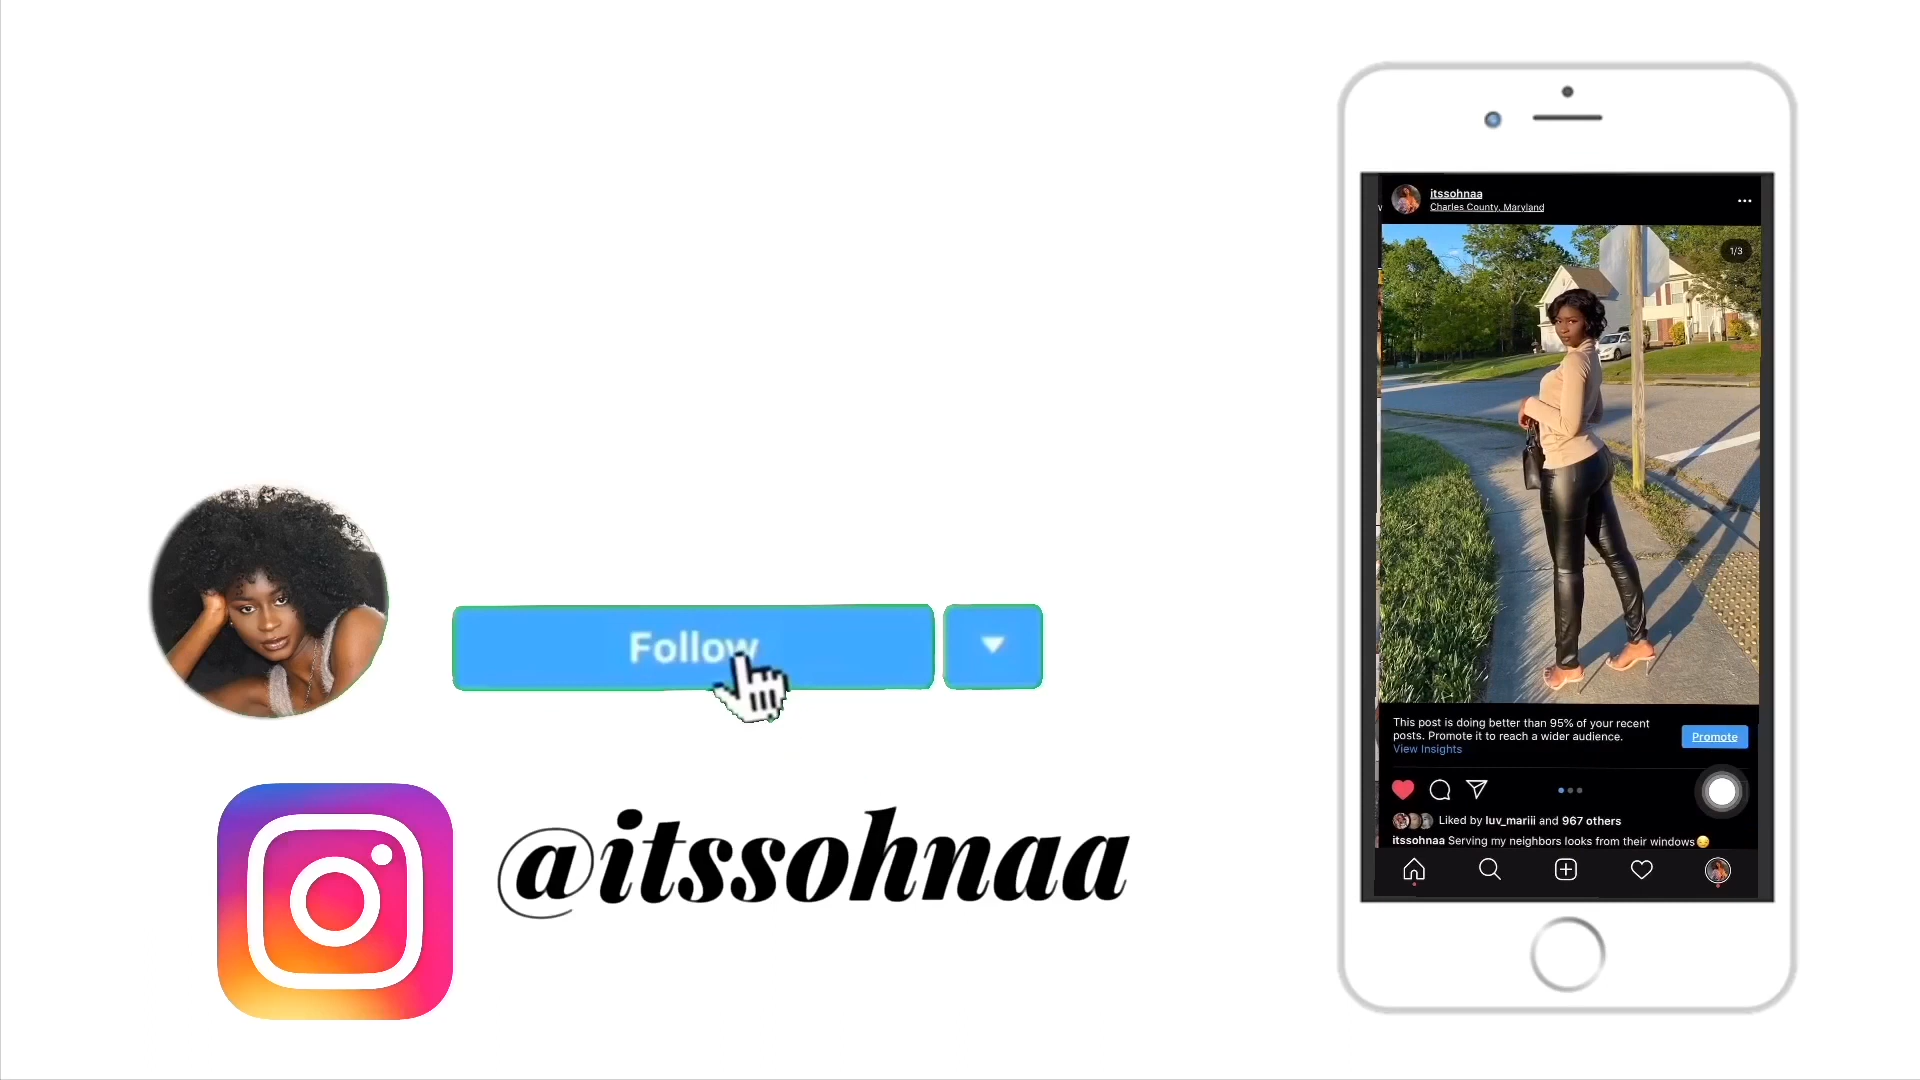 Follow
@itssohnaa
itssohnaa
Charles County, Maryland
1/3
This post is doing better than 95% of your recent
posts. Promote it to reach a wider audience.
View Insights
Promote
Liked by luv_mariii and 967 others
itssohnaa Serving my neighbors looks from their windows😏